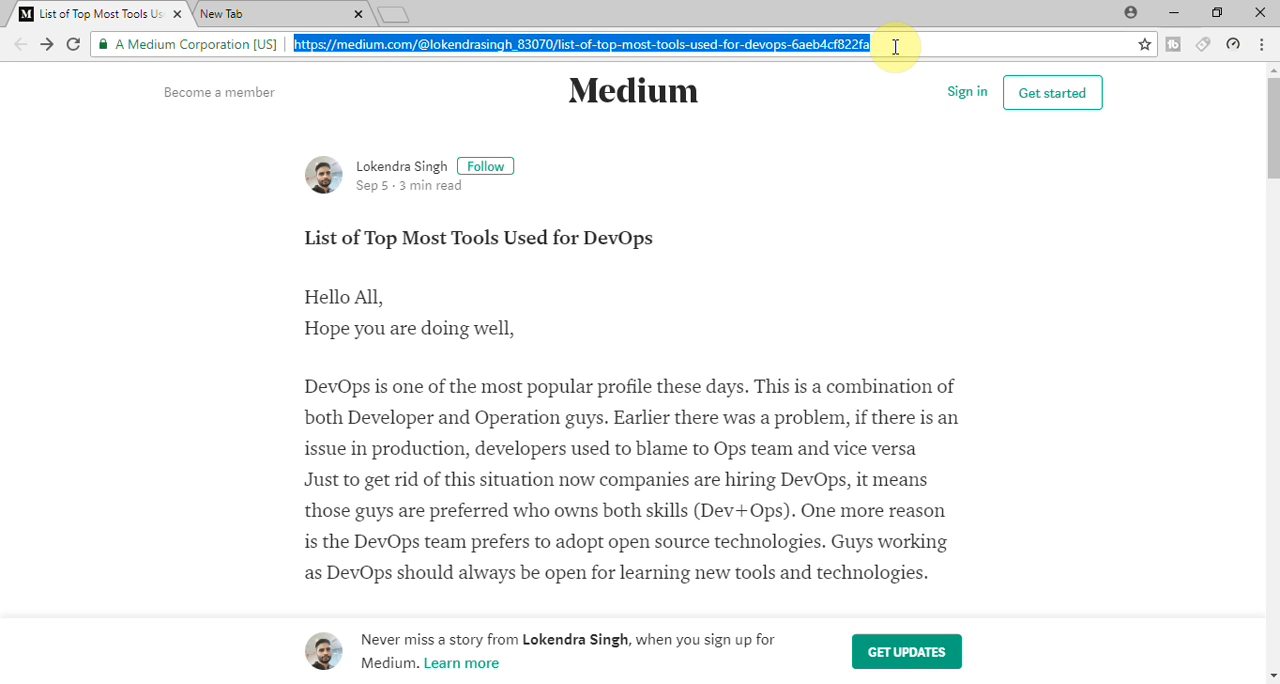 List of Top Most Tools Us
New Tab
A Medium Corporation [US]
https://medium.com/@lokendrasingh_83070/list-of-top-most-tools-used-for-devops-6aeb4cf822fa
Become a member
Medium
Sign in
Get started
Lokendra Singh
Follow
Sep 5 · 3 min read
List of Top Most Tools Used for DevOps
Hello All,
Hope you are doing well,
DevOps is one of the most popular profile these days. This is a combination of
both Developer and Operation guys. Earlier there was a problem, if there is an
issue in production, developers used to blame to Ops team and vice versa
Just to get rid of this situation now companies are hiring DevOps, it means
those guys are preferred who owns both skills (Dev+Ops). One more reason
is the DevOps team prefers to adopt open source technologies. Guys working
as DevOps should always be open for learning new tools and technologies.
Never miss a story from Lokendra Singh, when you sign up for
Medium. Learn more
GET UPDATES